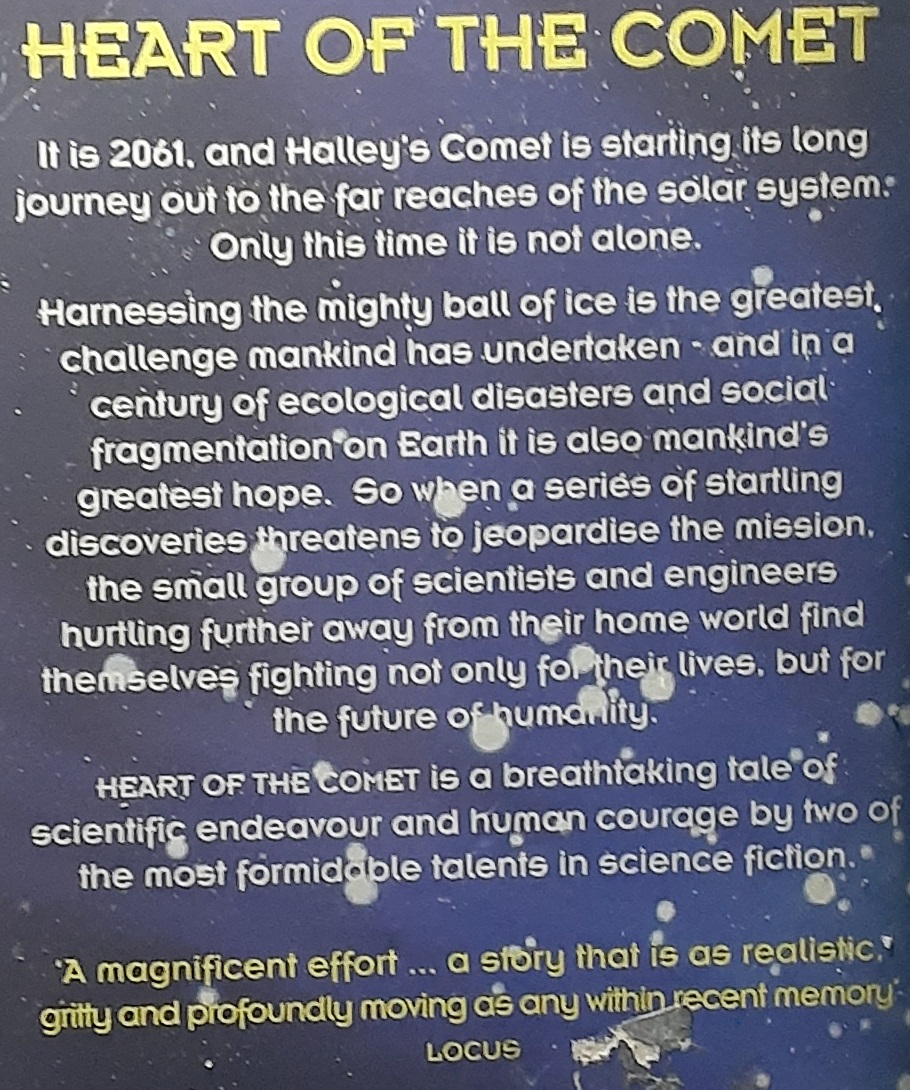 HEART OF THE COMET
It is 2061, and Halley's Comet is starting its long
journey out to the far reaches of the solar system.
Only this time it is not alone.
Harnessing the mighty ball of ice is the greatest
challenge mankind has undertaken - and in a
century of ecological disasters and social
fragmentation on Earth it is also mankind's
greatest hope. So when a series of startling
discoveries threatens to jeopardise the mission,
the small group of scientists and engineers
hurtling further away from their home world find
themselves fighting not only for their lives, but for
the future of humanity.
HEART OF THE COMET is a breathtaking tale of
scientific endeavour and human courage by two of
the most formidable talents in science fiction.
'A magnificent effort ... a story that is as realistic,
gritty and profoundly moving as any within recent memory'
LOCUS